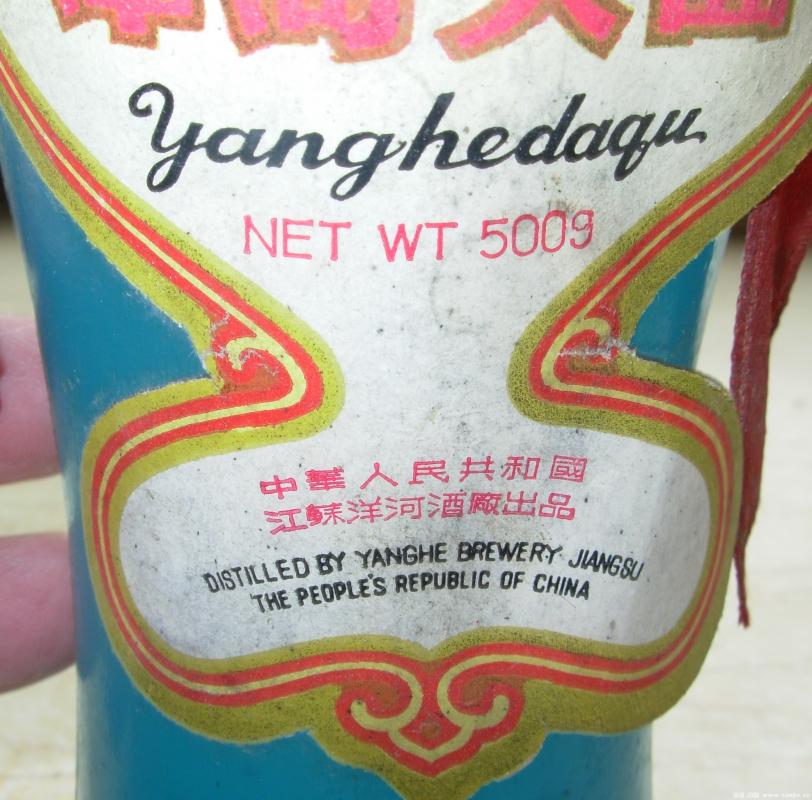 Yanghedaqu
NET WT 500g
中華人民共和國
江蘇洋河酒廠出品
DISTILLED BY YANGHE BREWERY JIANGSU
THE PEOPLE'S REPUBLIC OF CHINA